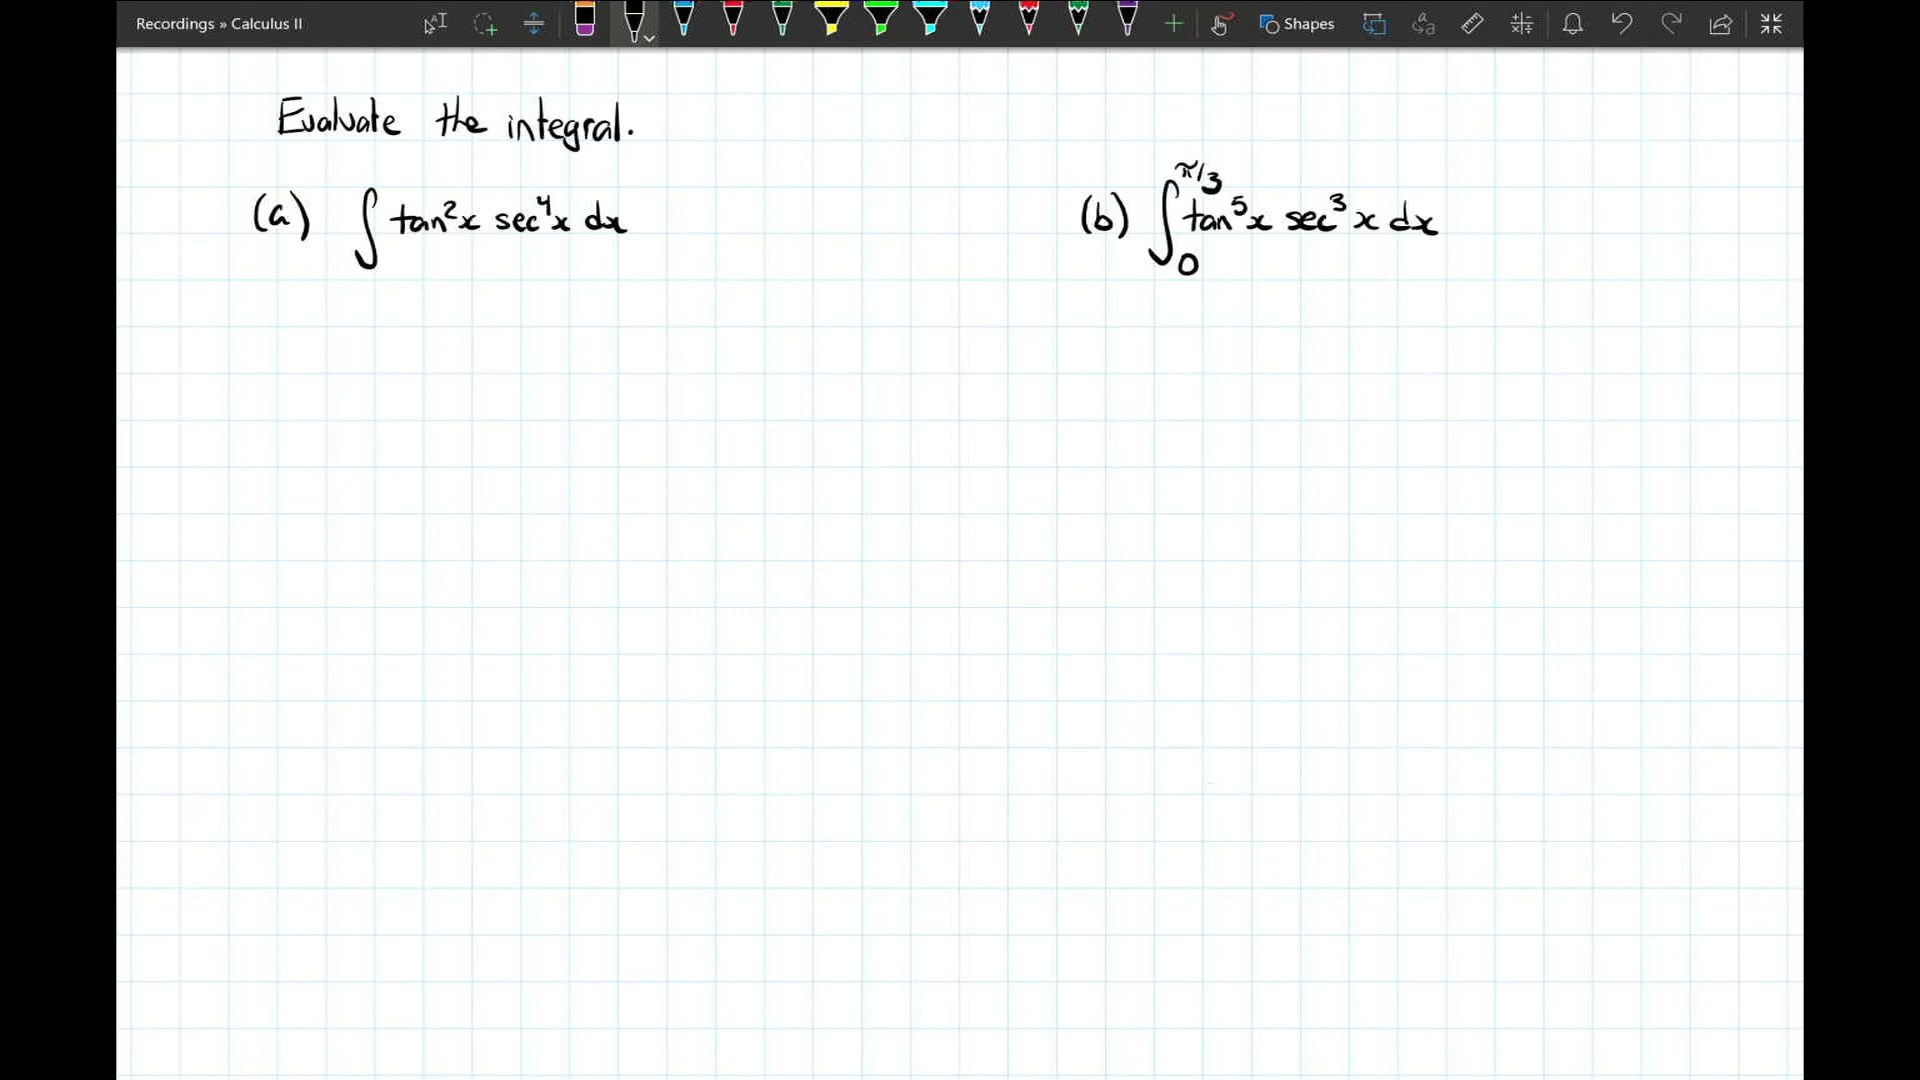 Recordings » Calculus II
Shapes
Evaluate the integral.
(a) ∫ tan²x sec⁴x dx
(b) ∫₀^π/3 tan⁵x sec³x dx